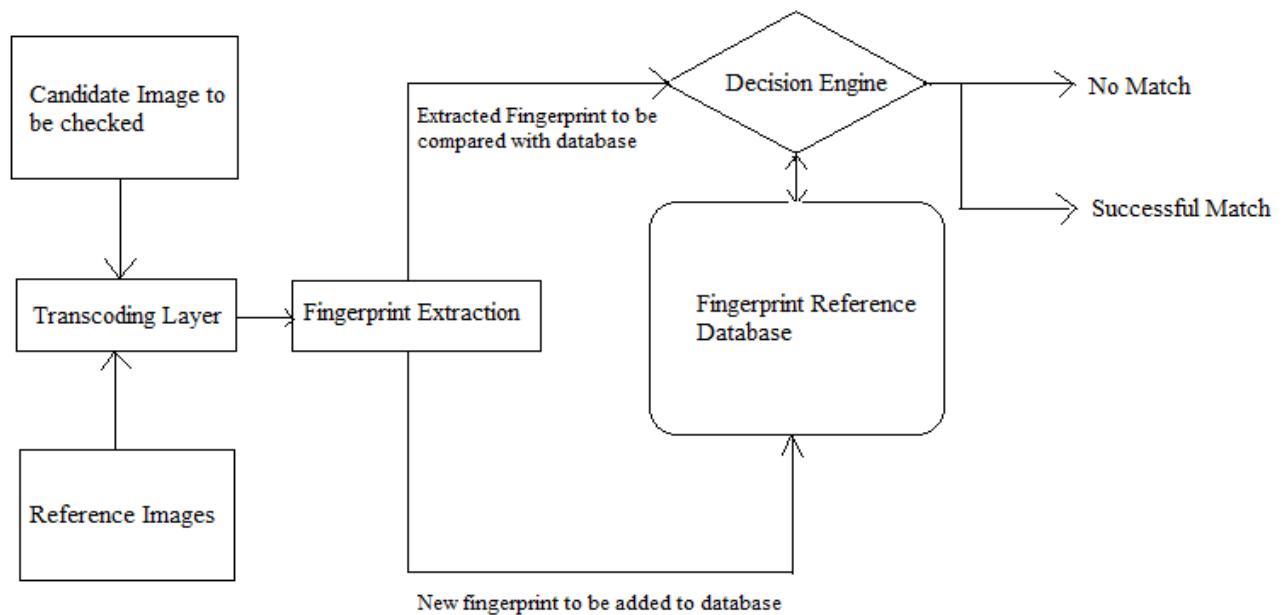 Candidate Image to
be checked
Transcoding Layer
Reference Images
Fingerprint Extraction
Extracted Fingerprint to be
compared with database
Decision Engine
No Match
Successful Match
Fingerprint Reference
Database
New fingerprint to be added to database